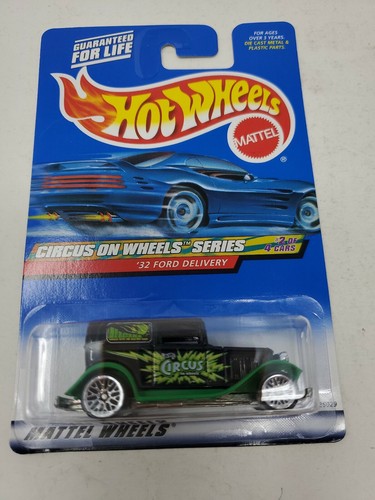 GUARANTEED
FOR LIFE
FOR AGES
OVER 3 YEARS.
DIE CAST METAL &
PLASTIC PARTS.
Hot Wheels
MATTEL
®
CIRCUS ON WHEELS™ SERIES
#2 OF
4 CARS
'32 FORD DELIVERY
CIRCUS
MATTEL WHEELS